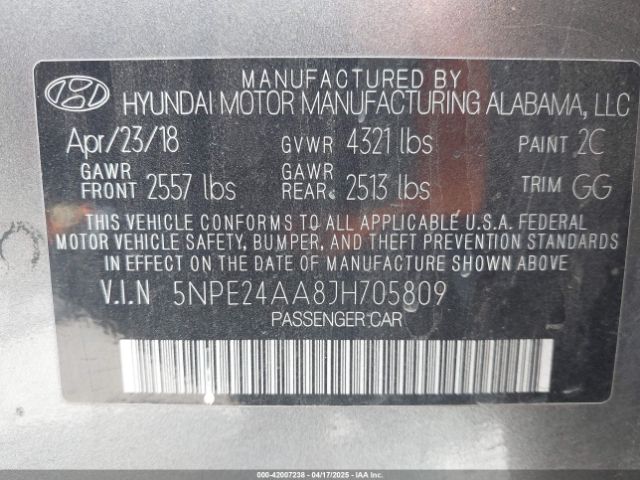 MANUFACTURED BY
HYUNDAI MOTOR MANUFACTURING ALABAMA, LLC
Apr/23/18 GVWR 4321 lbs PAINT 2C
GAWR FRONT 2557 lbs GAWR REAR 2513 lbs TRIM GG
THIS VEHICLE CONFORMS TO ALL APPLICABLE U.S.A. FEDERAL
MOTOR VEHICLE SAFETY, BUMPER, AND THEFT PREVENTION STANDARDS
IN EFFECT ON THE DATE OF MANUFACTURE SHOWN ABOVE
V.I.N 5NPE24AA8JH705809
PASSENGER CAR
000-42007238 - 04/17/2025 - IAAI.COM